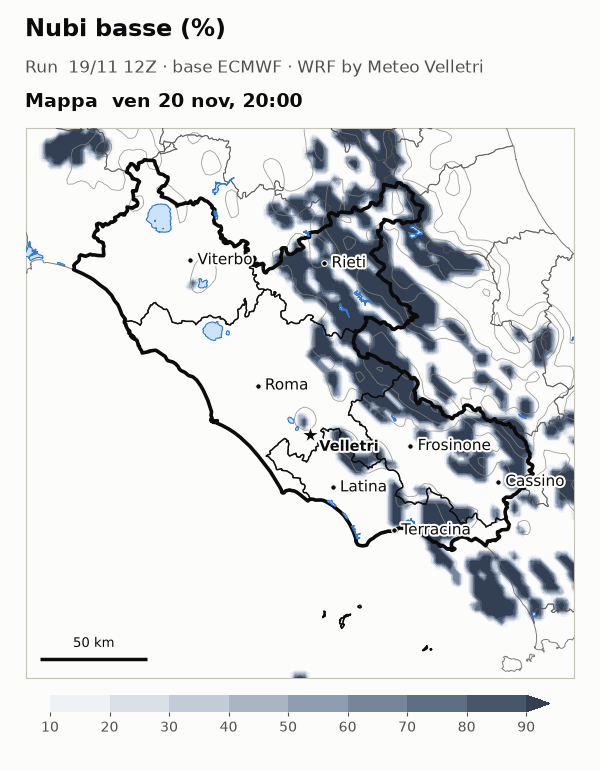 Nubi basse (%)
Run  19/11 12Z · base ECMWF · WRF by Meteo Velletri
Mappa  ven 20 nov, 20:00
Rieti
Viterbo
Roma
Velletri
Frosinone
Cassino
Latina
Terracina
50 km
10 20 30 40 50 60 70 80 90